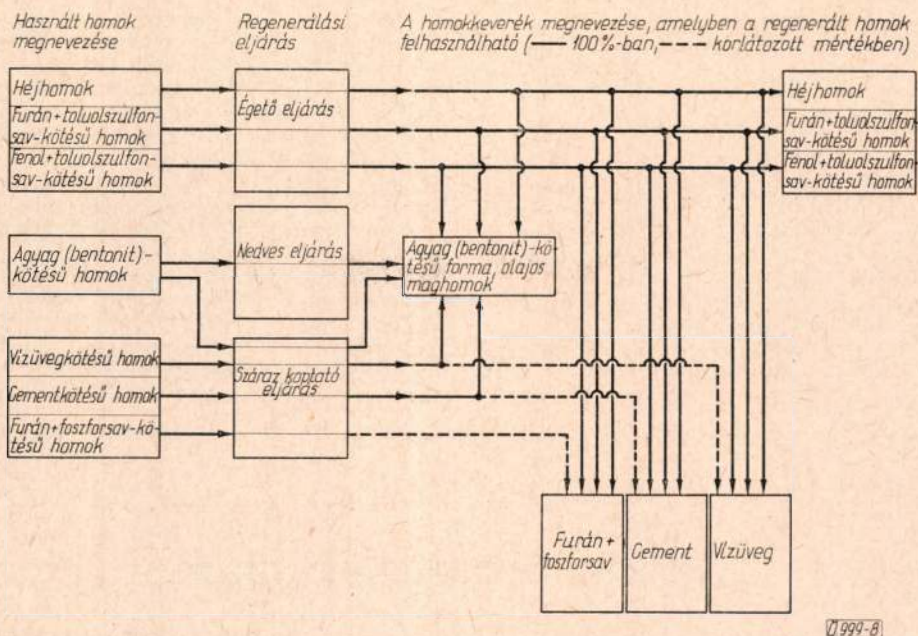 Használt homok
megnevezése
Regenerálási
eljárás
A homokkeverék megnevezése, amelyben a regenerált homok
felhasználható (—— 100%-ban, --- korlátozott mértékben)
Héjhomok
Furán+toluolszulfon-
sav-kötésű homok
Fenol+toluolszulfon-
sav-kötésű homok
Égető eljárás
Héjhomok
Furán+toluolszulfon-
sav-kötésű homok
Fenol+toluolszulfon-
sav-kötésű homok
Agyag (bentonit)-
kötésű homok
Nedves eljárás
Agyag (bentonit)-kö-
tésű forma, olajos
maghomok
Vízüvegkötésű homok
Cementkötésű homok
Furán+foszforsav-kö-
tésű homok
Száraz koptató
eljárás
Furán+
foszforsav
Cement
Vízüveg
999-8